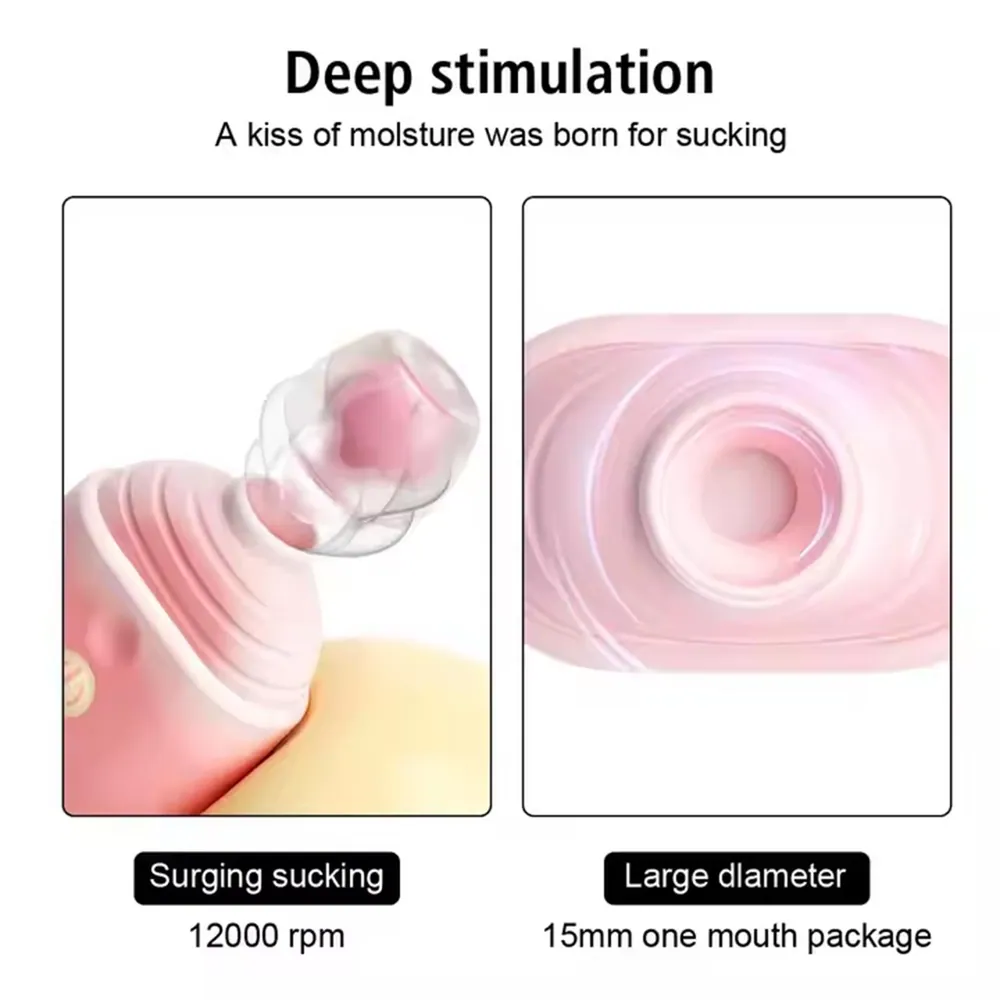 Deep stimulation
A kiss of molsture was born for sucking
Surging sucking
Large dlameter
12000 rpm
15mm one mouth package